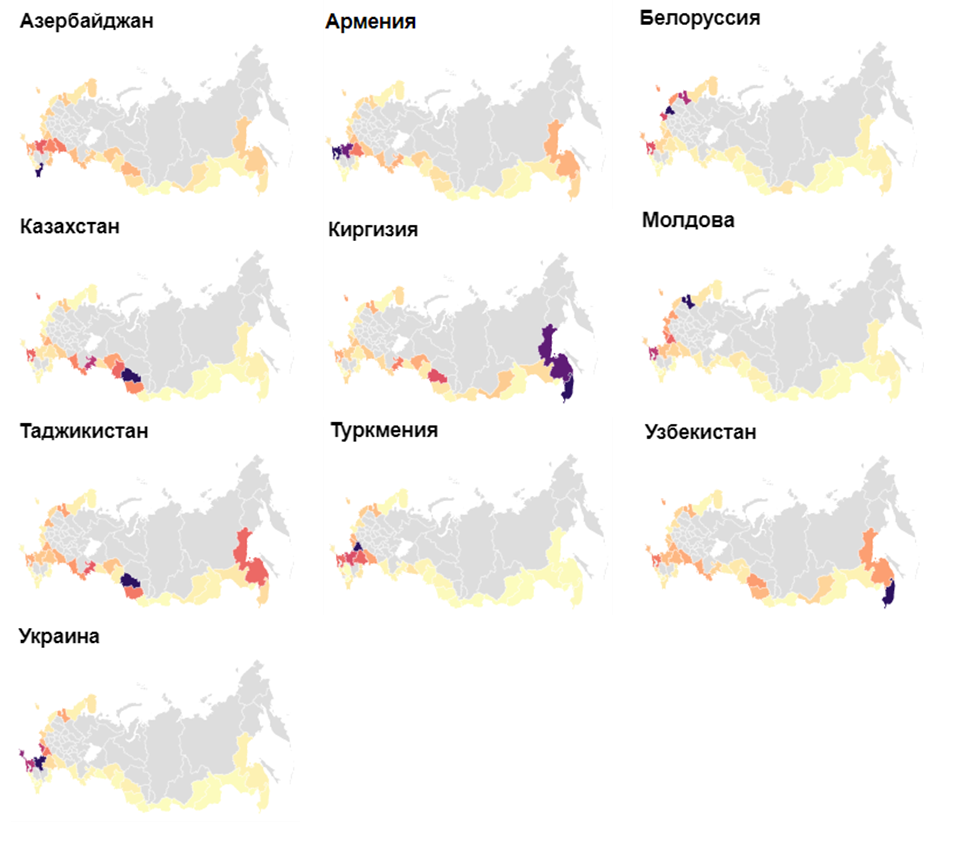 Азербайджан
Армения
Белоруссия
Казахстан
Киргизия
Молдова
Таджикистан
Туркмения
Узбекистан
Украина